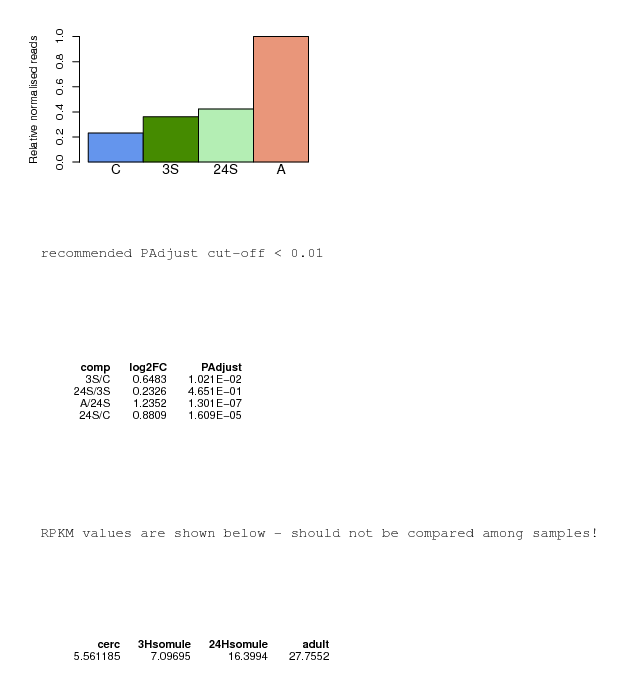 Relative normalised reads
1.0
0.8
0.6
0.4
0.2
0.0
C 3S 24S A
recommended PAdjust cut-off < 0.01
comp log2FC PAdjust
3S/C 0.6483 1.021E−02
24S/3S 0.2326 4.651E−01
A/24S 1.2352 1.301E−07
24S/C 0.8809 1.609E−05
RPKM values are shown below - should not be compared among samples!
cerc 3Hsomule 24Hsomule adult
5.561185 7.09695 16.3994 27.7552